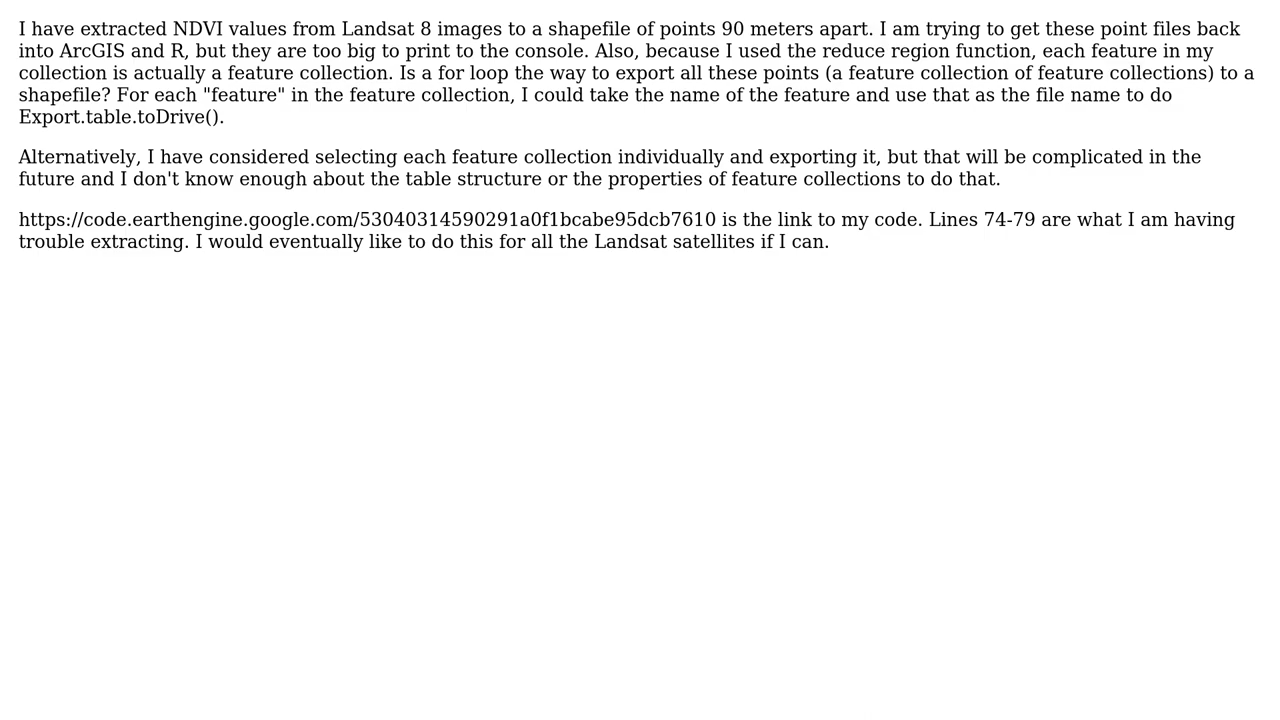 I have extracted NDVI values from Landsat 8 images to a shapefile of points 90 meters apart. I am trying to get these point files back
into ArcGIS and R, but they are too big to print to the console. Also, because I used the reduce region function, each feature in my
collection is actually a feature collection. Is a for loop the way to export all these points (a feature collection of feature collections) to a
shapefile? For each "feature" in the feature collection, I could take the name of the feature and use that as the file name to do
Export.table.toDrive().
Alternatively, I have considered selecting each feature collection individually and exporting it, but that will be complicated in the
future and I don't know enough about the table structure or the properties of feature collections to do that.
https://code.earthengine.google.com/53040314590291a0f1bcabe95dcb7610 is the link to my code. Lines 74-79 are what I am having
trouble extracting. I would eventually like to do this for all the Landsat satellites if I can.